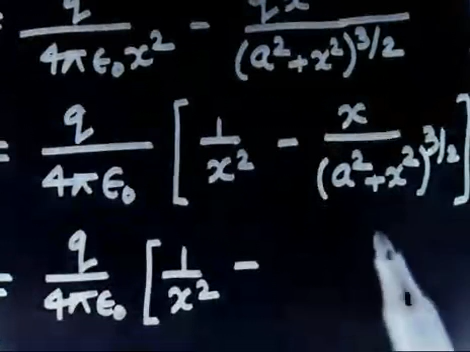 = q / 4πε₀x² - qx / (a²+x²)^3/2
= q / 4πε₀ [ 1/x² - x / (a²+x²)^3/2 ]
= q / 4πε₀ [ 1/x² -